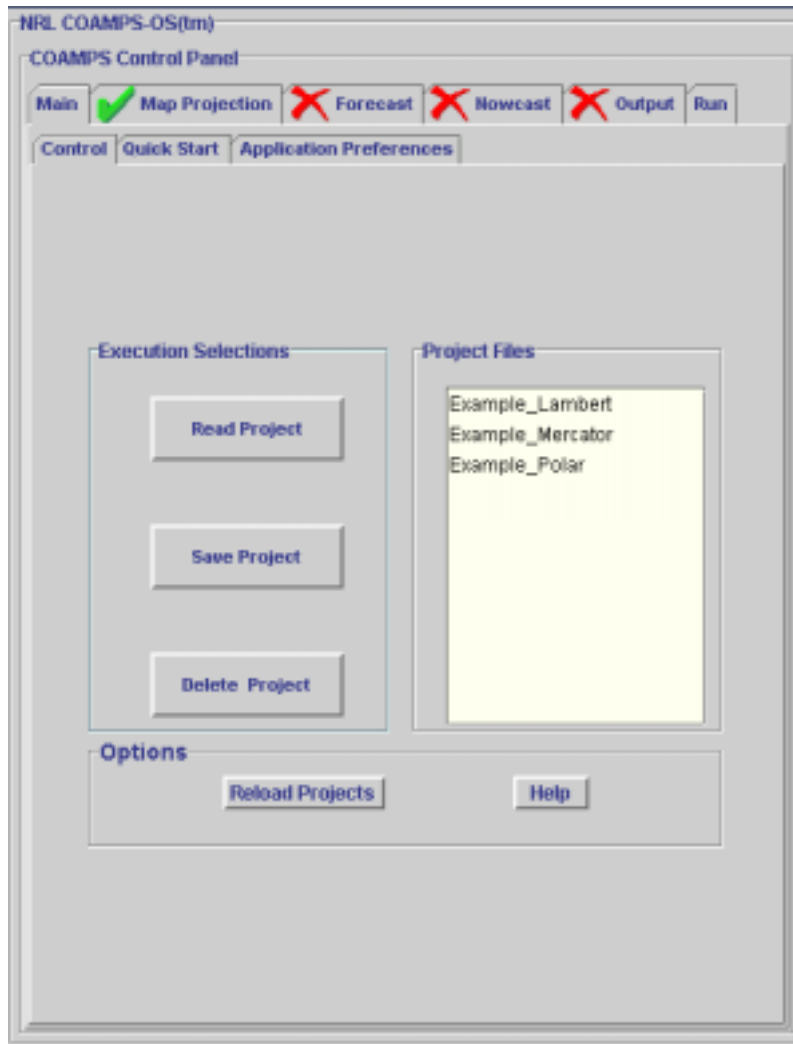 NRL COAMPS-OS(tm)
COAMPS Control Panel
Main Map Projection Forecast Nowcast Output Run
Control Quick Start Application Preferences
Execution Selections
Read Project
Save Project
Delete Project
Project Files
Example_Lambert
Example_Mercator
Example_Polar
Options
Reload Projects Help